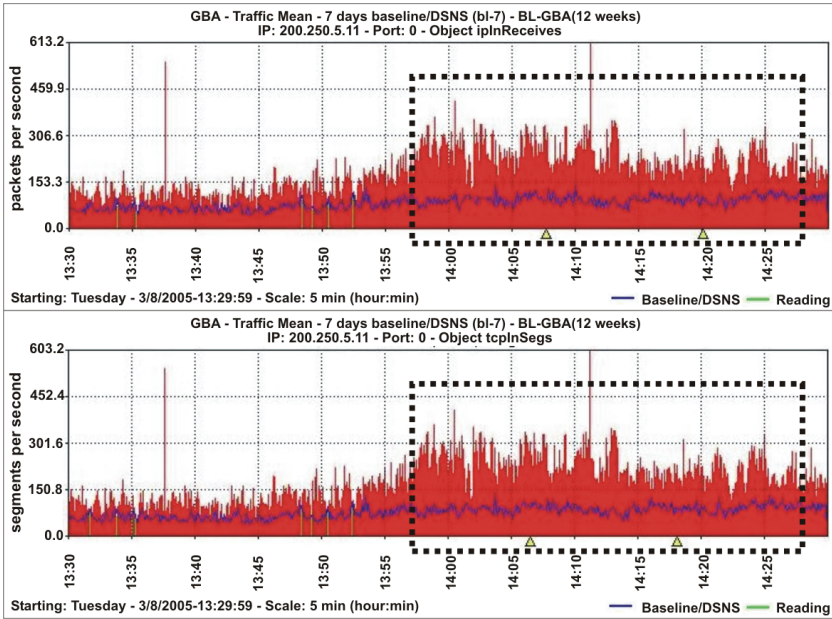 GBA - Traffic Mean - 7 days baseline/DSNS (bl-7) - BL-GBA(12 weeks)
IP: 200.250.5.11 - Port: 0 - Object ipInReceives
packets per second
613.2
459.9
306.6
153.3
0.0
13:30 13:35 13:40 13:45 13:50 13:55 14:00 14:05 14:10 14:15 14:20 14:25
Starting: Tuesday - 3/8/2005-13:29:59 - Scale: 5 min (hour:min) Baseline/DSNS Reading
GBA - Traffic Mean - 7 days baseline/DSNS (bl-7) - BL-GBA(12 weeks)
IP: 200.250.5.11 - Port: 0 - Object tcpInSegs
segments per second
603.2
452.4
301.6
150.8
0.0
13:30 13:35 13:40 13:45 13:50 13:55 14:00 14:05 14:10 14:15 14:20 14:25
Starting: Tuesday - 3/8/2005-13:29:59 - Scale: 5 min (hour:min) Baseline/DSNS Reading